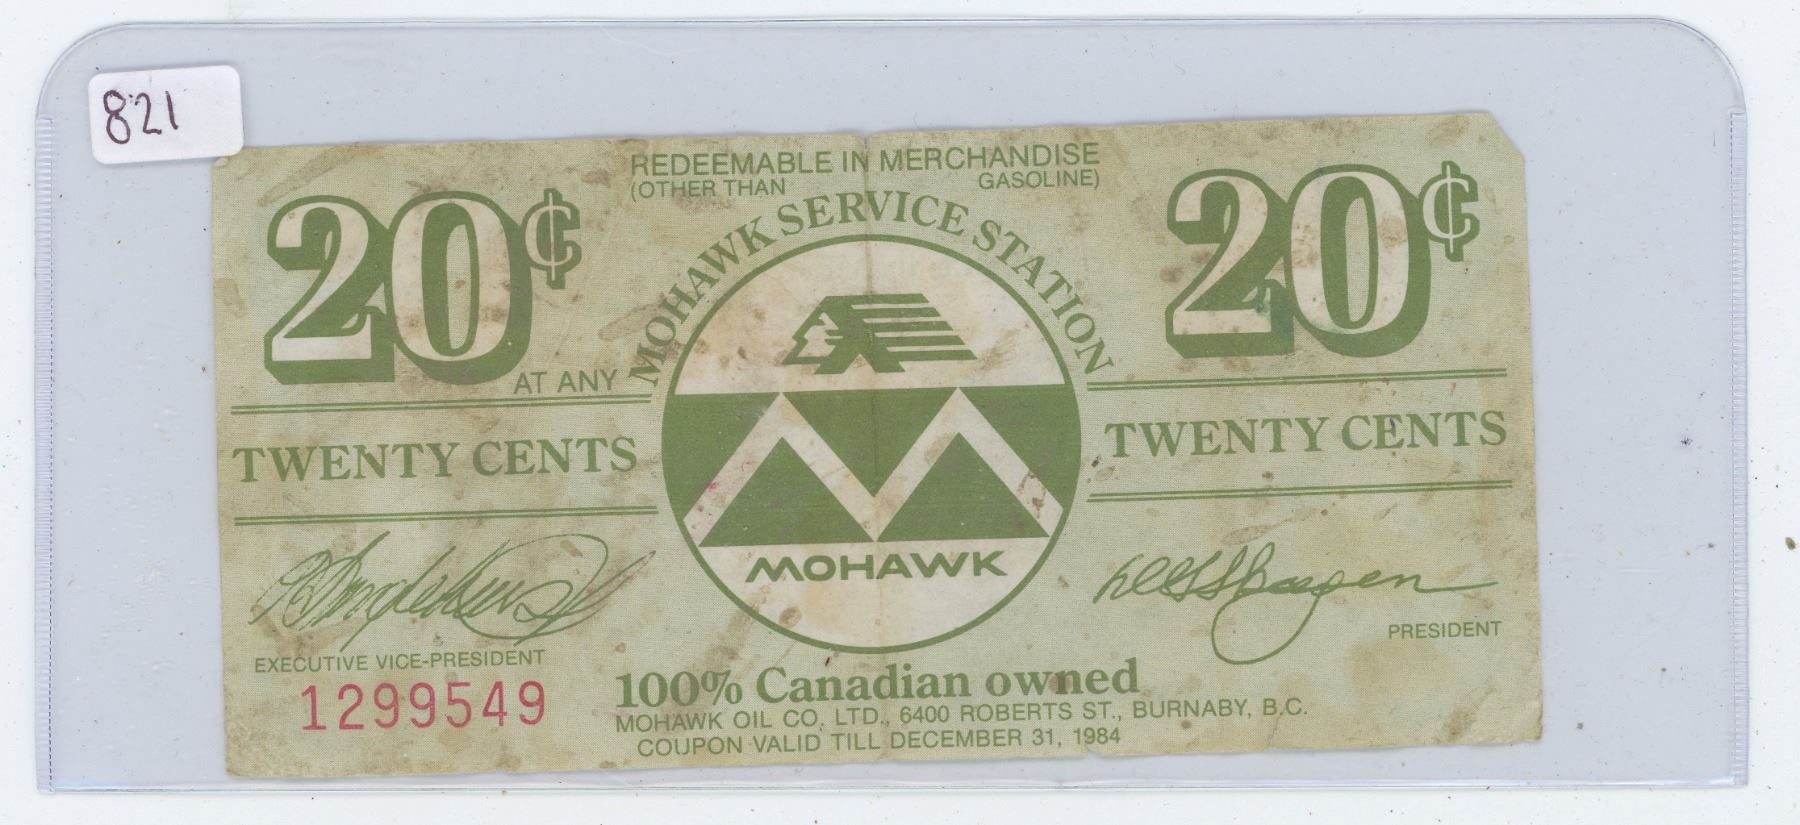 821
REDEEMABLE IN MERCHANDISE
(OTHER THAN GASOLINE)
20¢
20¢
AT ANY
MOHAWK SERVICE STATION
TWENTY CENTS
TWENTY CENTS
MOHAWK
EXECUTIVE VICE-PRESIDENT
PRESIDENT
1299549
100% Canadian owned
MOHAWK OIL CO. LTD., 6400 ROBERTS ST., BURNABY, B.C.
COUPON VALID TILL DECEMBER 31, 1984